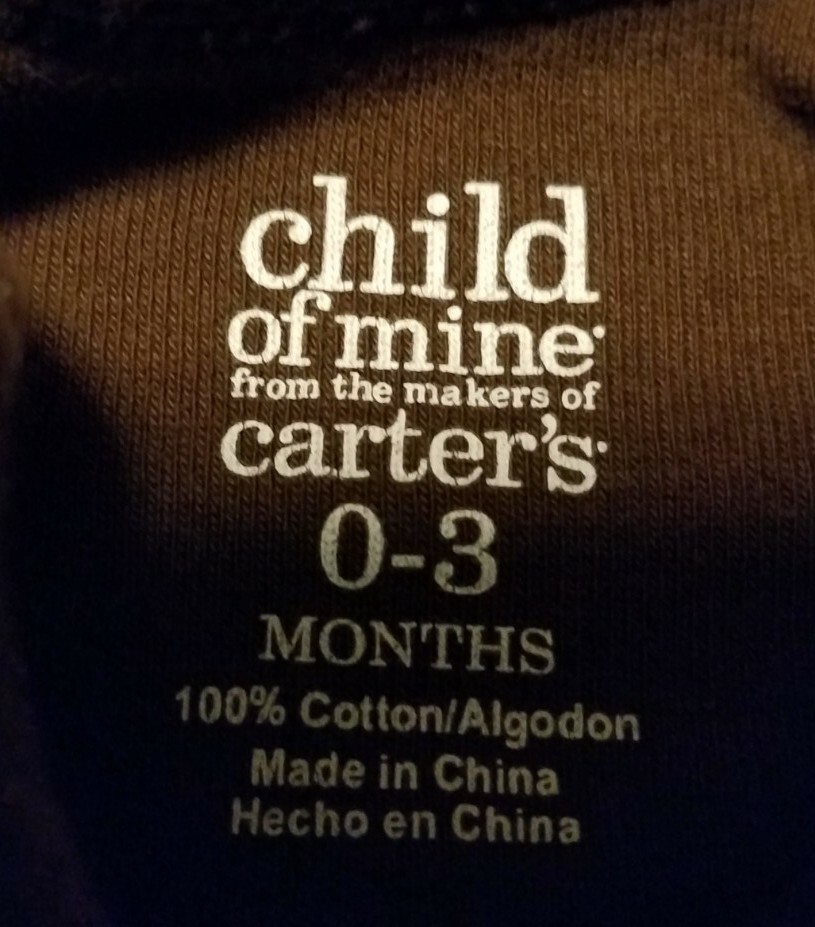 child
of mine
from the makers of
carter's
0-3
MONTHS
100% Cotton/Algodon
Made in China
Hecho en China